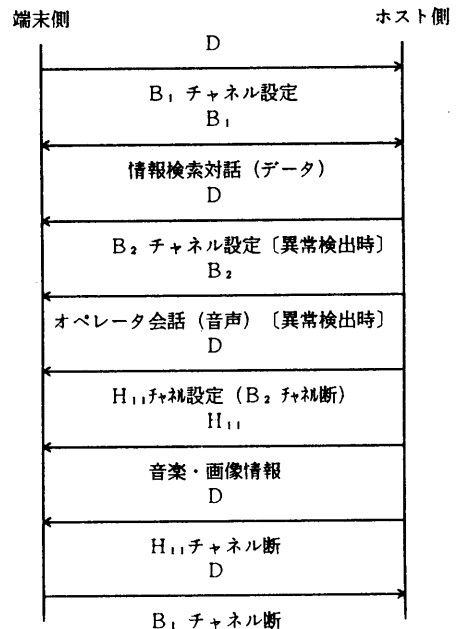 端末側 ホスト側
D
B₁ チャネル設定
B₁
情報検索対話（データ）
D
B₂ チャネル設定〔異常検出時〕
B₂
オペレータ会話（音声）〔異常検出時〕
D
H₁₁チャネル設定（B₂ チャネル断）
H₁₁
音楽・画像情報
D
H₁₁チャネル断
D
B₁ チャネル断